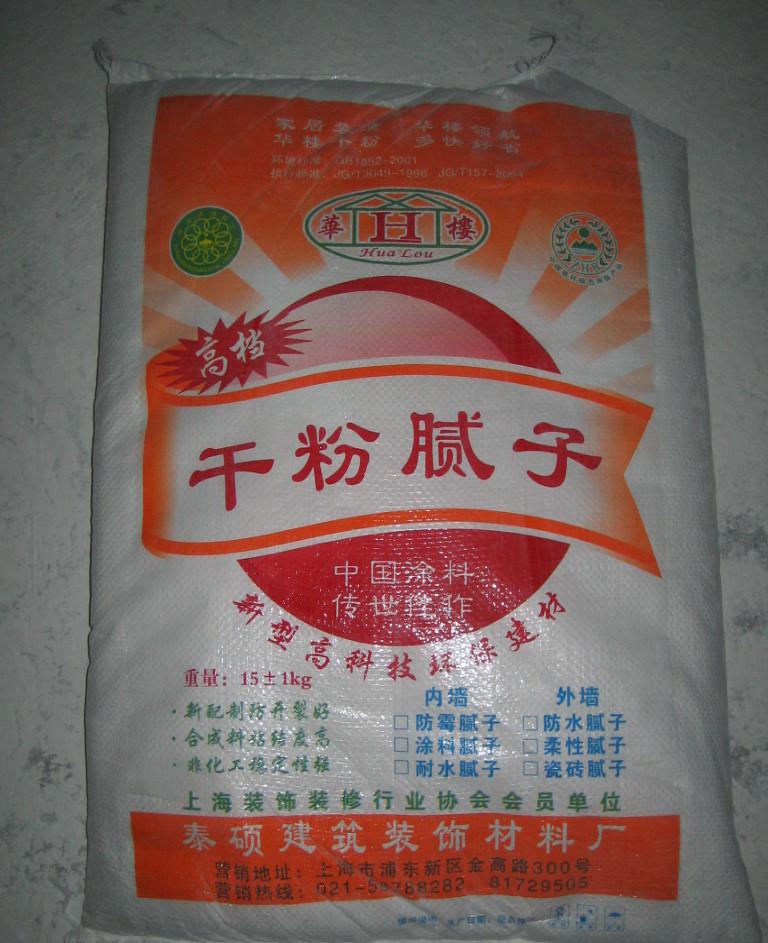 家居装潢 华楼领航
华楼干粉 多快好省
环境标准：GB1852-2001
执行标准：JG/T3049-1998 JG/T157-2004
華 H 樓
Hua Lou
高档
干粉腻子
中国涂料
传世佳作
新型高科技环保建材
重量：15±1kg
·新配制防开裂好
·合成料粘结度高
·非化工稳定性强
内墙 外墙
□防霉腻子 □防水腻子
□涂料腻子 □柔性腻子
□耐水腻子 □瓷砖腻子
上海装饰装修行业协会会员单位
泰硕建筑装饰材料厂
营销地址：上海市浦东新区金高路300号
营销热线：021-58788282 81729505